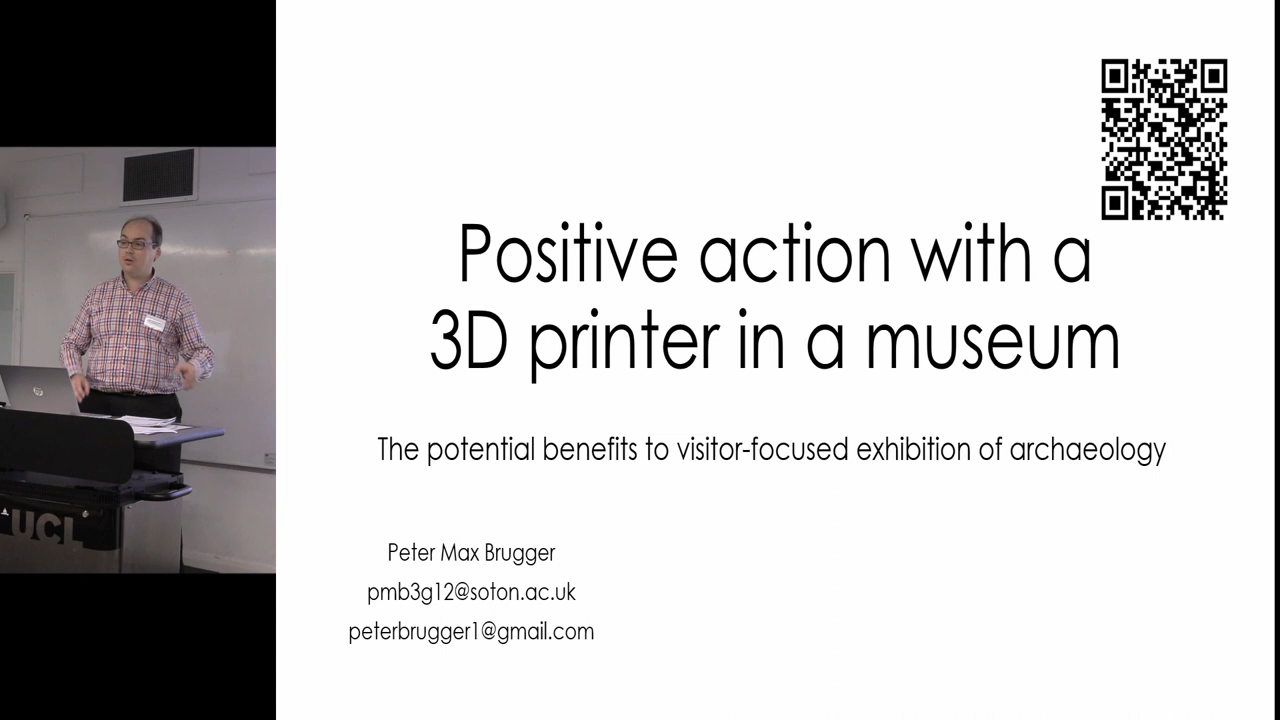 Positive action with a
3D printer in a museum
The potential benefits to visitor-focused exhibition of archaeology
Peter Max Brugger
pmb3g12@soton.ac.uk
peterbrugger1@gmail.com
UCL
hp